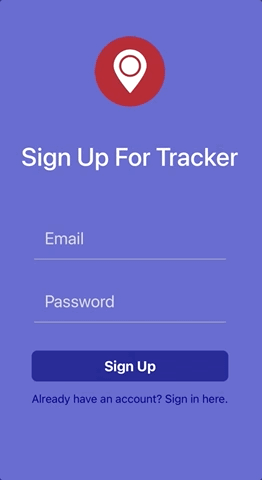 Sign Up For Tracker
Email
Password
Sign Up
Already have an account? Sign in here.